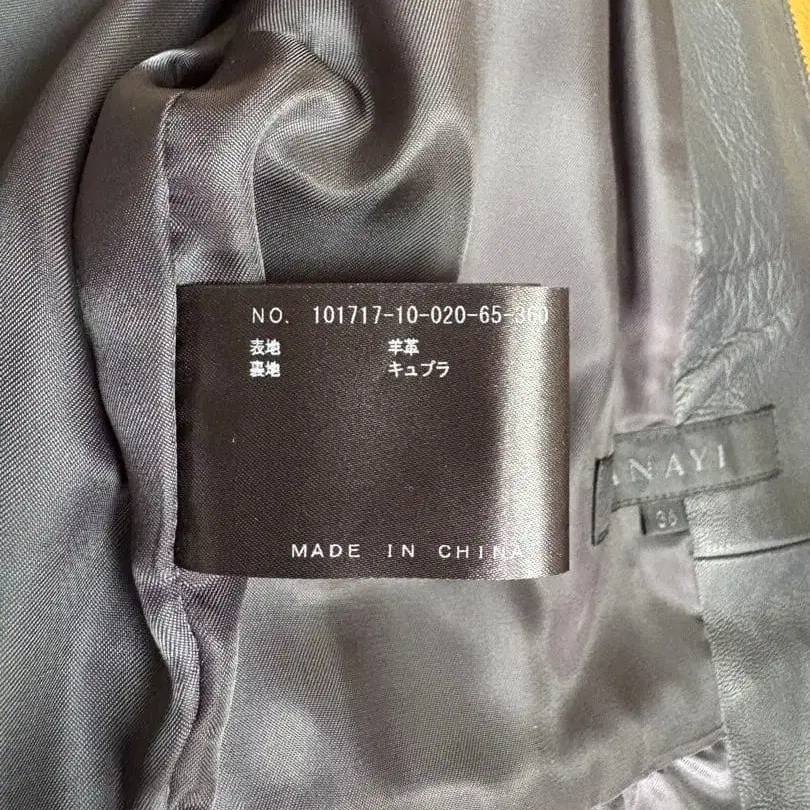 NO. 101717-10-020-65-360
表地 羊革
裏地 キュプラ
MADE IN CHINA
ANAYI
36